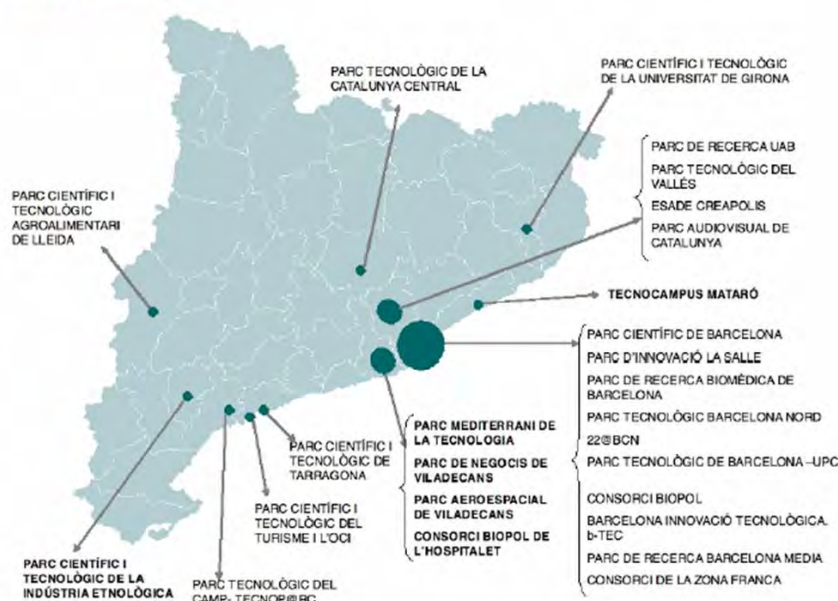 PARC TECNOLÒGIC DE LA
CATALUNYA CENTRAL
PARC CIENTÍFIC I TECNOLÒGIC
DE LA UNIVERSITAT DE GIRONA
PARC DE RECERCA UAB
PARC TECNOLÒGIC DEL
VALLÉS
ESADE CREAPOLIS
PARC AUDIOVISUAL DE
CATALUNYA
PARC CIENTÍFIC I
TECNOLÒGIC
AGROALIMENTARI
DE LLEIDA
TECNOCAMPUS MATARÓ
PARC CIENTÍFIC DE BARCELONA
PARC D'INNOVACIÓ LA SALLE
PARC DE RECERCA BIOMÈDICA DE
BARCELONA
PARC TECNOLÒGIC BARCELONA NORD
22@BCN
PARC TECNOLÒGIC DE BARCELONA –UPC
CONSORCI BIOPOL
BARCELONA INNOVACIÓ TECNOLÒGICA.
b-TEC
PARC DE RECERCA BARCELONA MEDIA
CONSORCI DE LA ZONA FRANCA
PARC MEDITERRANI DE
LA TECNOLOGIA
PARC DE NEGOCIS DE
VILADECANS
PARC AEROESPACIAL
DE VILADECANS
CONSORCI BIOPOL DE
L'HOSPITALET
PARC CIENTÍFIC I
TECNOLÒGIC DE
TARRAGONA
PARC CIENTÍFIC I
TECNOLÒGIC DEL
TURISME I L'OCI
PARC CIENTÍFIC I
TECNOLÒGIC DE LA
INDÚSTRIA ETNOLÒGICA
PARC TECNOLÒGIC DEL
CAMP- TECNOP@RC